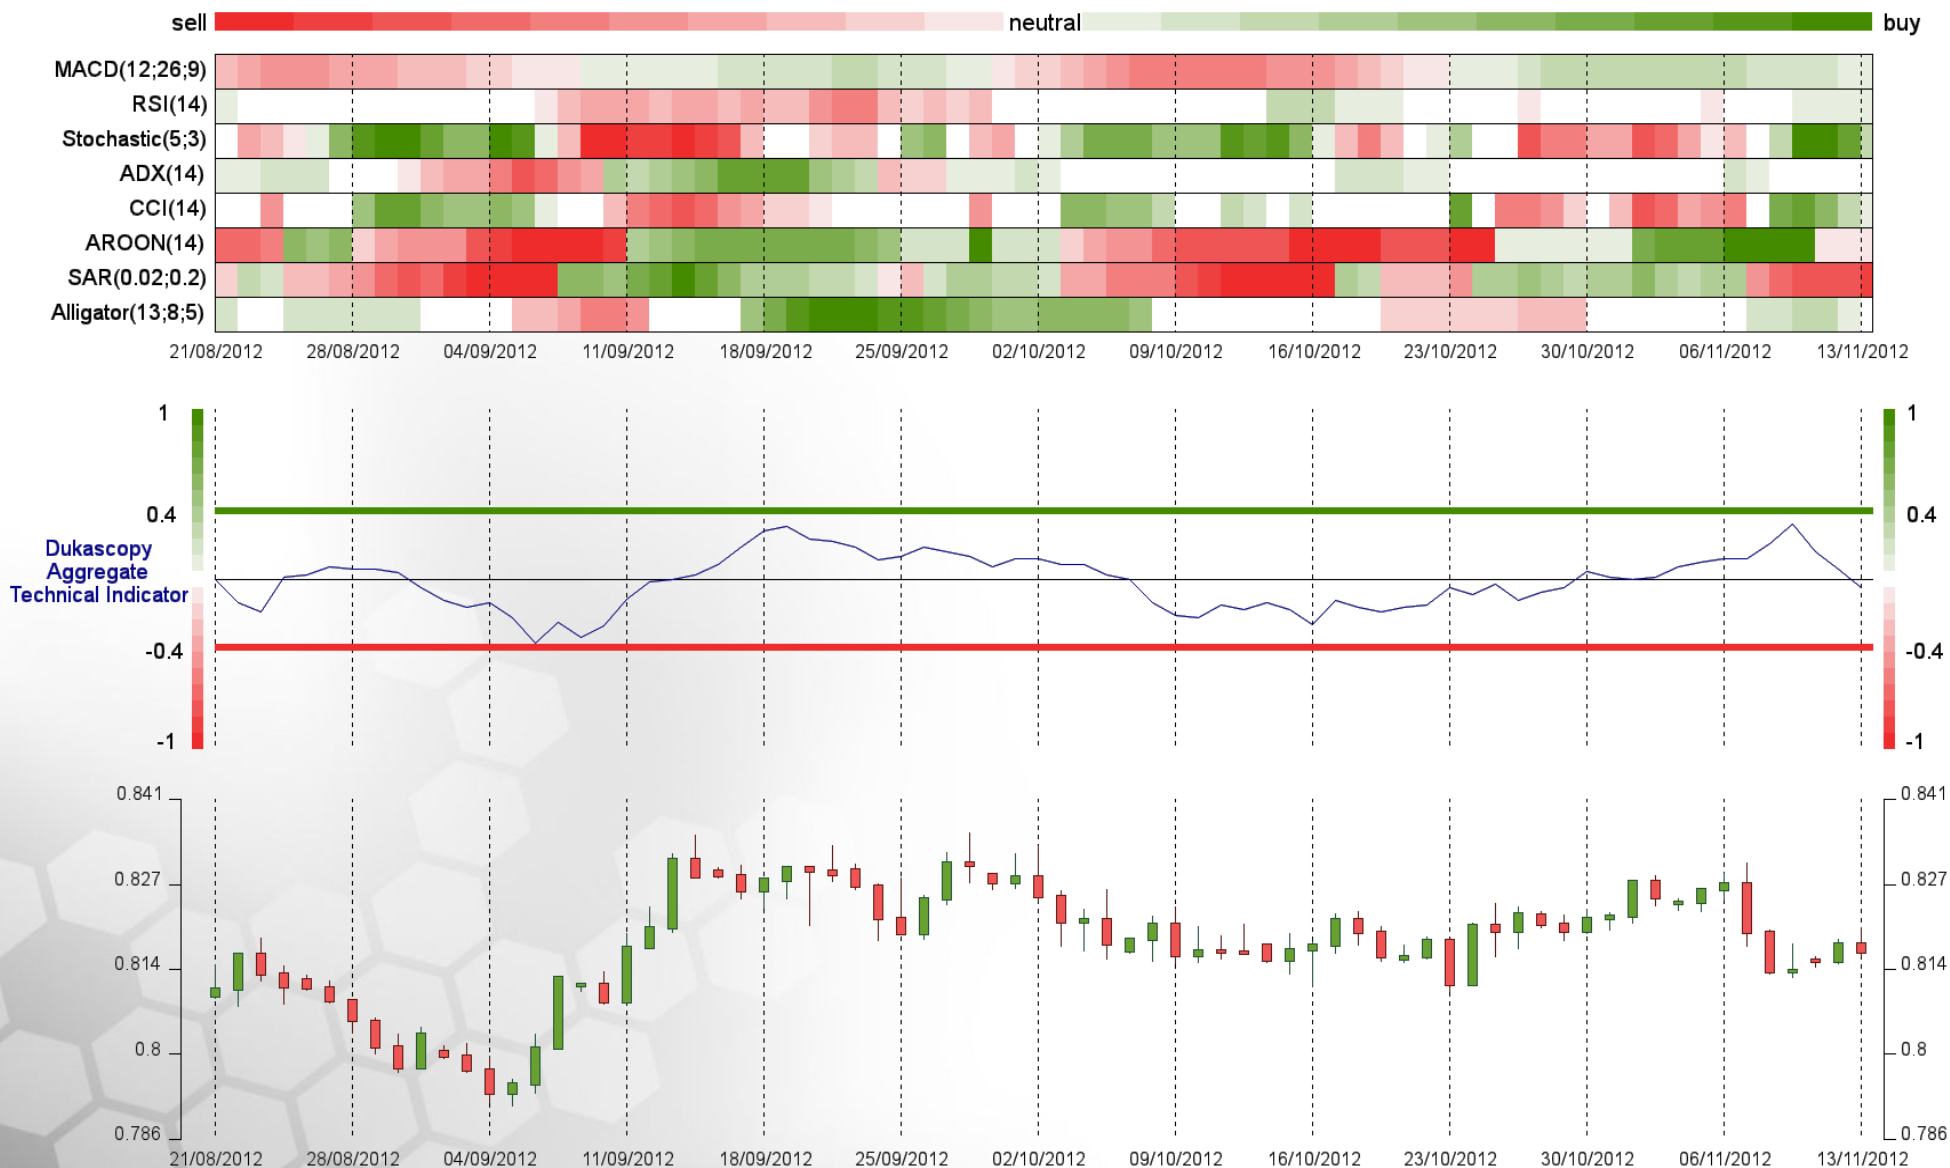 sell neutral buy
MACD(12;26;9)
RSI(14)
Stochastic(5;3)
ADX(14)
CCI(14)
AROON(14)
SAR(0.02;0.2)
Alligator(13;8;5)
21/08/2012 28/08/2012 04/09/2012 11/09/2012 18/09/2012 25/09/2012 02/10/2012 09/10/2012 16/10/2012 23/10/2012 30/10/2012 06/11/2012 13/11/2012
1 1
0.4 0.4
Dukascopy
Aggregate
Technical Indicator
-0.4 -0.4
-1 -1
0.841 0.841
0.827 0.827
0.814 0.814
0.8 0.8
0.786 0.786
21/08/2012 28/08/2012 04/09/2012 11/09/2012 18/09/2012 25/09/2012 02/10/2012 09/10/2012 16/10/2012 23/10/2012 30/10/2012 06/11/2012 13/11/2012